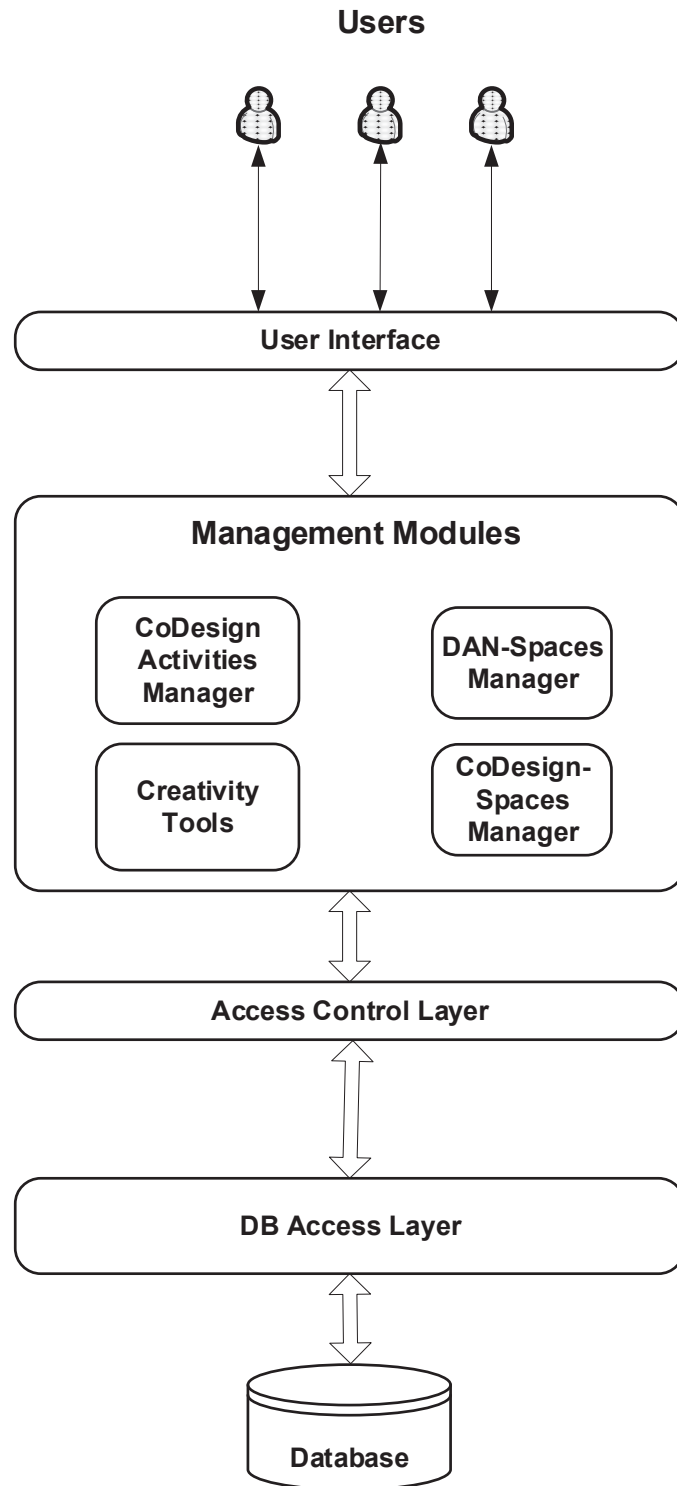 Users
User Interface
Management Modules
CoDesign
Activities
Manager
DAN-Spaces
Manager
Creativity
Tools
CoDesign-
Spaces
Manager
Access Control Layer
DB Access Layer
Database